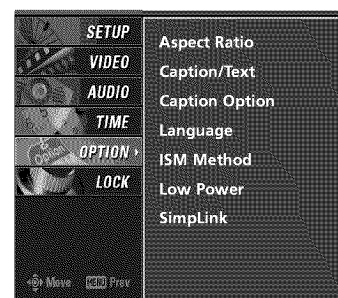 SETUP
VIDEO
AUDIO
TIME
OPTION
LOCK
Move MENU Prev
Aspect Ratio
Caption/Text
Caption Option
Language
ISM Method
Low Power
SimpLink